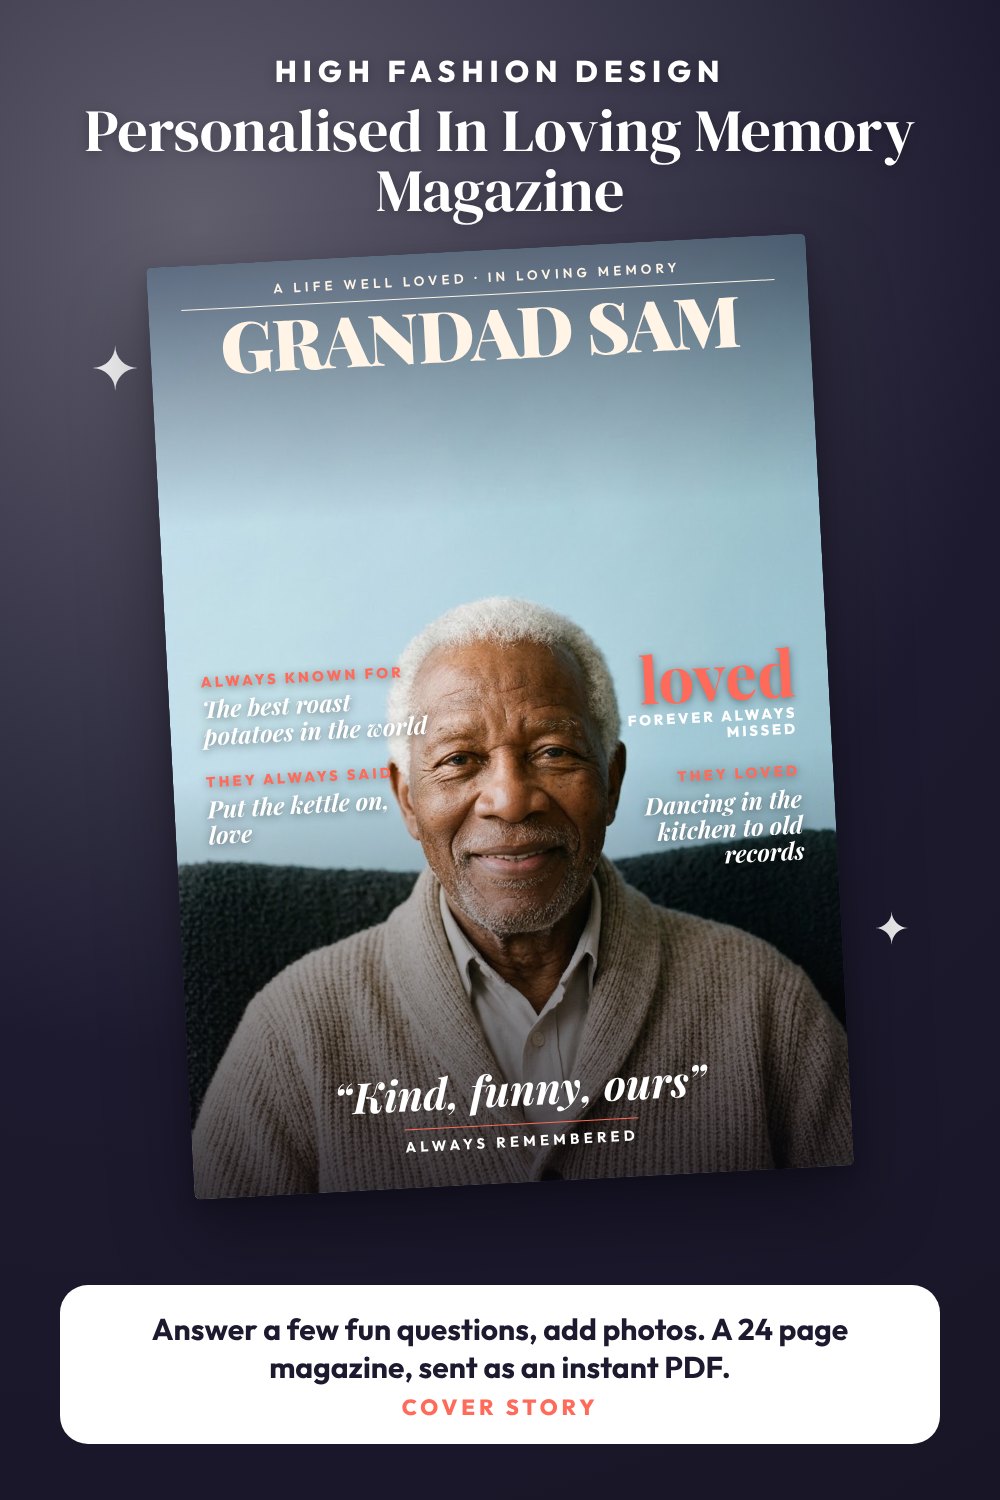 HIGH FASHION DESIGN
Personalised In Loving Memory
Magazine
A LIFE WELL LOVED · IN LOVING MEMORY
GRANDAD SAM
ALWAYS KNOWN FOR
The best roast
potatoes in the world
THEY ALWAYS SAID
Put the kettle on,
love
loved
FOREVER ALWAYS
MISSED
THEY LOVED
Dancing in the
kitchen to old
records
“Kind, funny, ours”
ALWAYS REMEMBERED
Answer a few fun questions, add photos. A 24 page
magazine, sent as an instant PDF.
COVER STORY